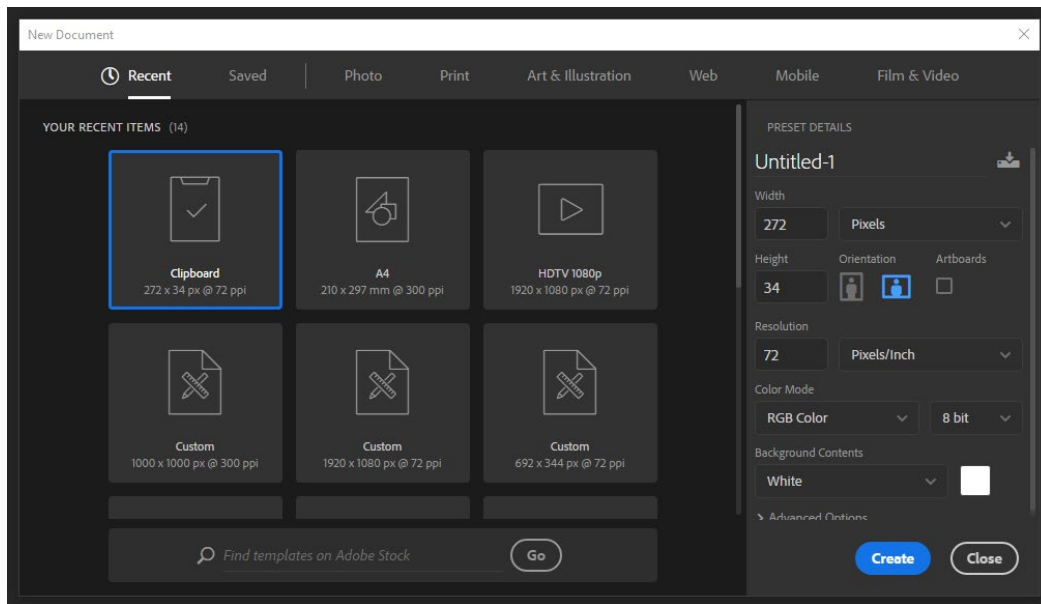 New Document
Recent Saved Photo Print Art & Illustration Web Mobile Film & Video
YOUR RECENT ITEMS (14)
Clipboard
272 x 34 px @ 72 ppi
A4
210 x 297 mm @ 300 ppi
HDTV 1080p
1920 x 1080 px @ 72 ppi
Custom
1000 x 1000 px @ 300 ppi
Custom
1920 x 1080 px @ 72 ppi
Custom
692 x 344 px @ 72 ppi
Find templates on Adobe Stock
Go
PRESET DETAILS
Untitled-1
Width
272 Pixels
Height Orientation Artboards
34
Resolution
72 Pixels/Inch
Color Mode
RGB Color 8 bit
Background Contents
White
Advanced Options
Create Close